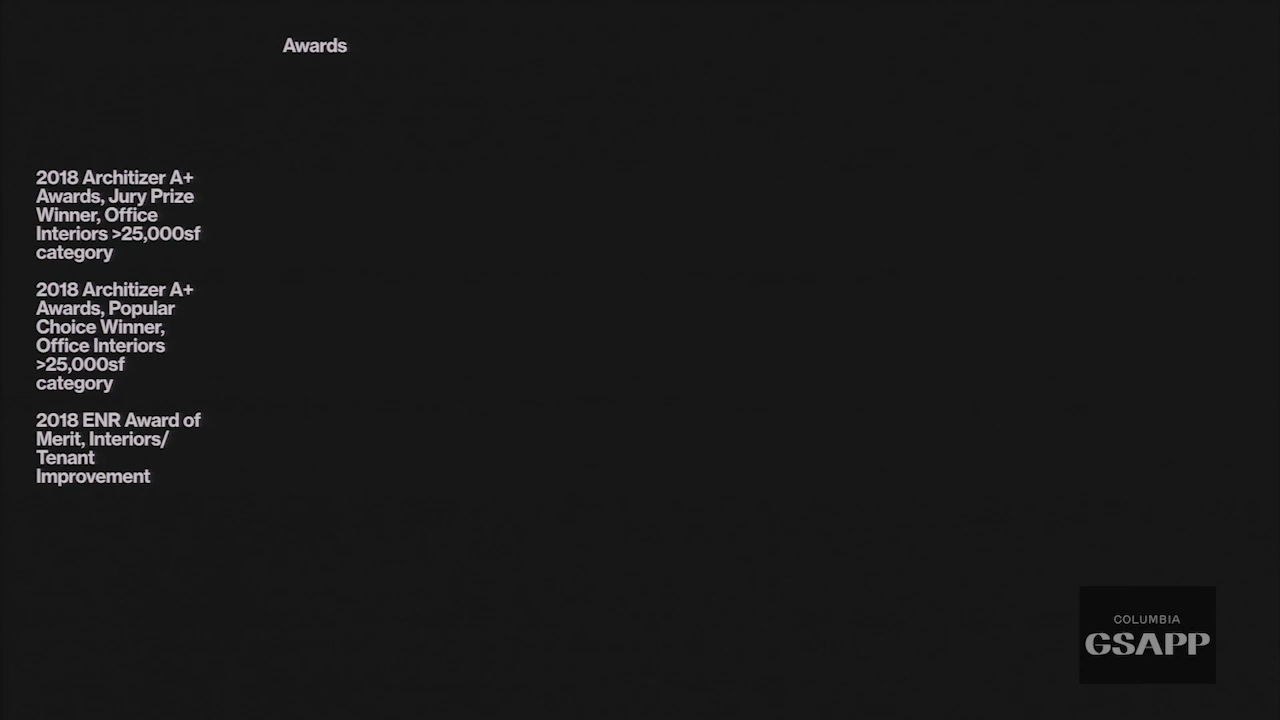 Awards
2018 Architizer A+
Awards, Jury Prize
Winner, Office
Interiors >25,000sf
category
2018 Architizer A+
Awards, Popular
Choice Winner,
Office Interiors
>25,000sf
category
2018 ENR Award of
Merit, Interiors/
Tenant
Improvement
COLUMBIA
GSAPP